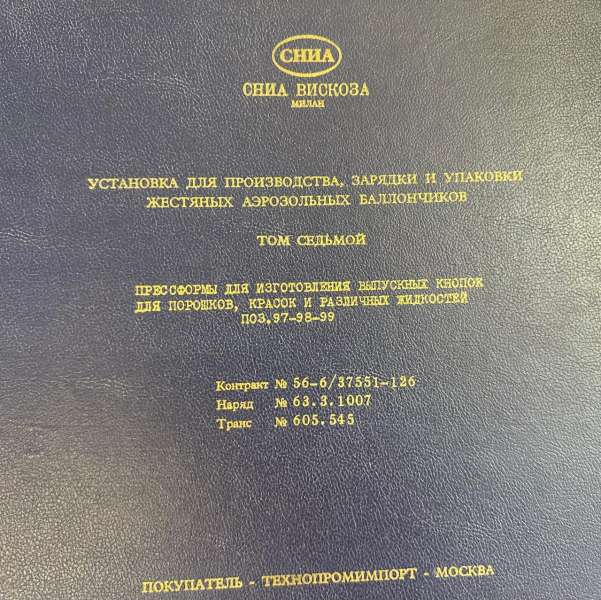 СНИА
СНИА ВИСКОЗА
МИЛАН
УСТАНОВКА ДЛЯ ПРОИЗВОДСТВА, ЗАРЯДКИ И УПАКОВКИ
ЖЕСТЯНЫХ АЭРОЗОЛЬНЫХ БАЛЛОНЧИКОВ
ТОМ СЕДЬМОЙ
ПРЕССФОРМЫ ДЛЯ ИЗГОТОВЛЕНИЯ ВЫПУСКНЫХ КНОПОК
ДЛЯ ПОРОШКОВ, КРАСОК И РАЗЛИЧНЫХ ЖИДКОСТЕЙ
ПОЗ.97-98-99
Контракт № 56-6/37551-126
Наряд № 63.3.1007
Транс № 605.545
ПОКУПАТЕЛЬ - ТЕХНОПРОМИМПОРТ - МОСКВА